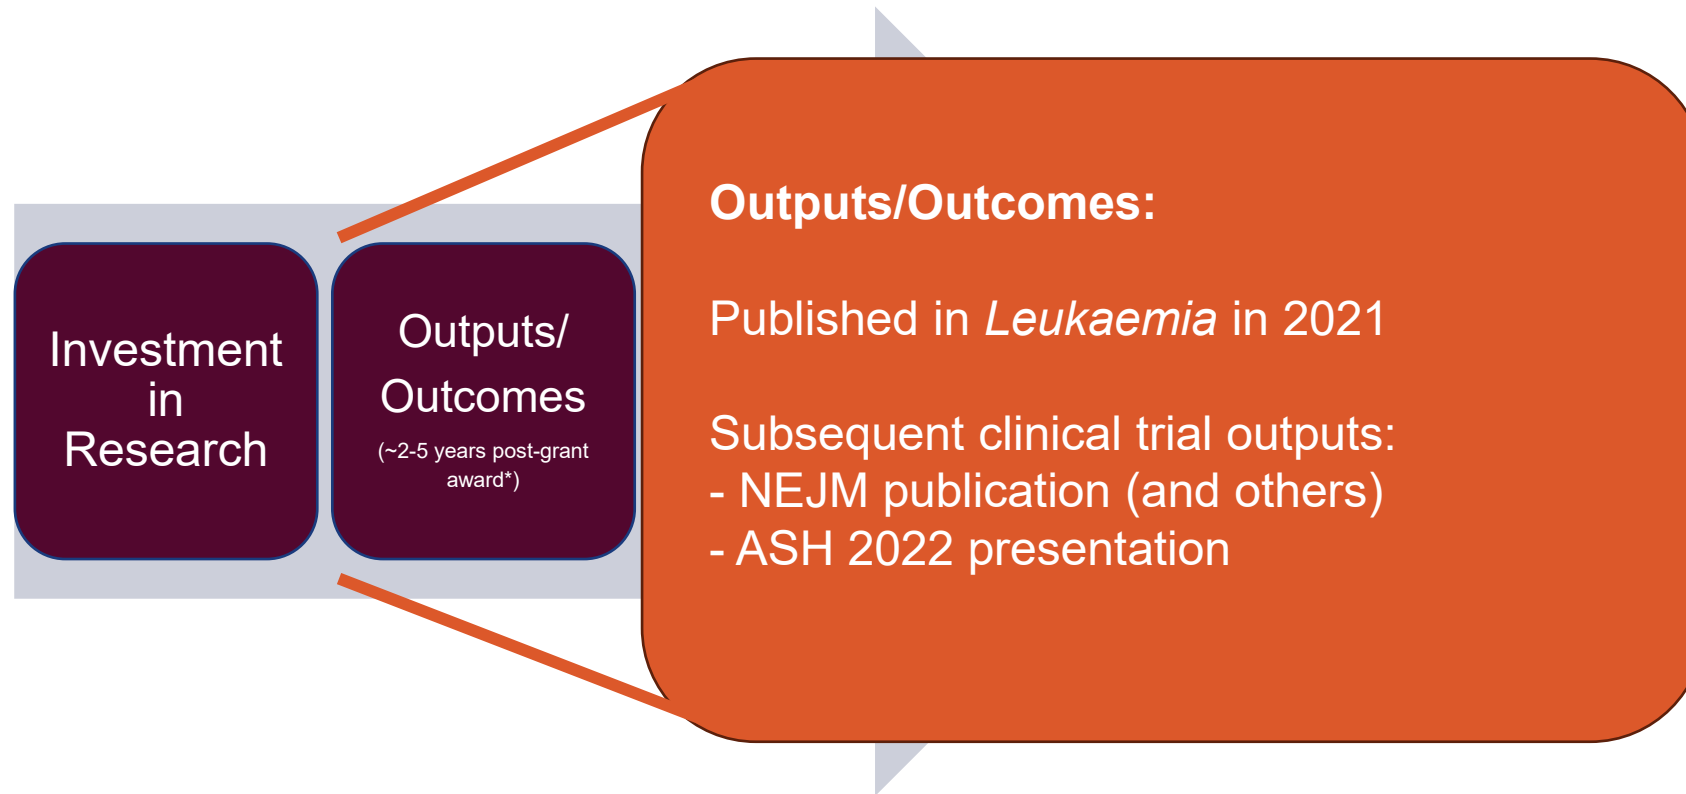 Investment
in
Research
Outputs/
Outcomes
(~2-5 years post-grant
award*)
Outputs/Outcomes:
Published in Leukaemia in 2021
Subsequent clinical trial outputs:
- NEJM publication (and others)
- ASH 2022 presentation